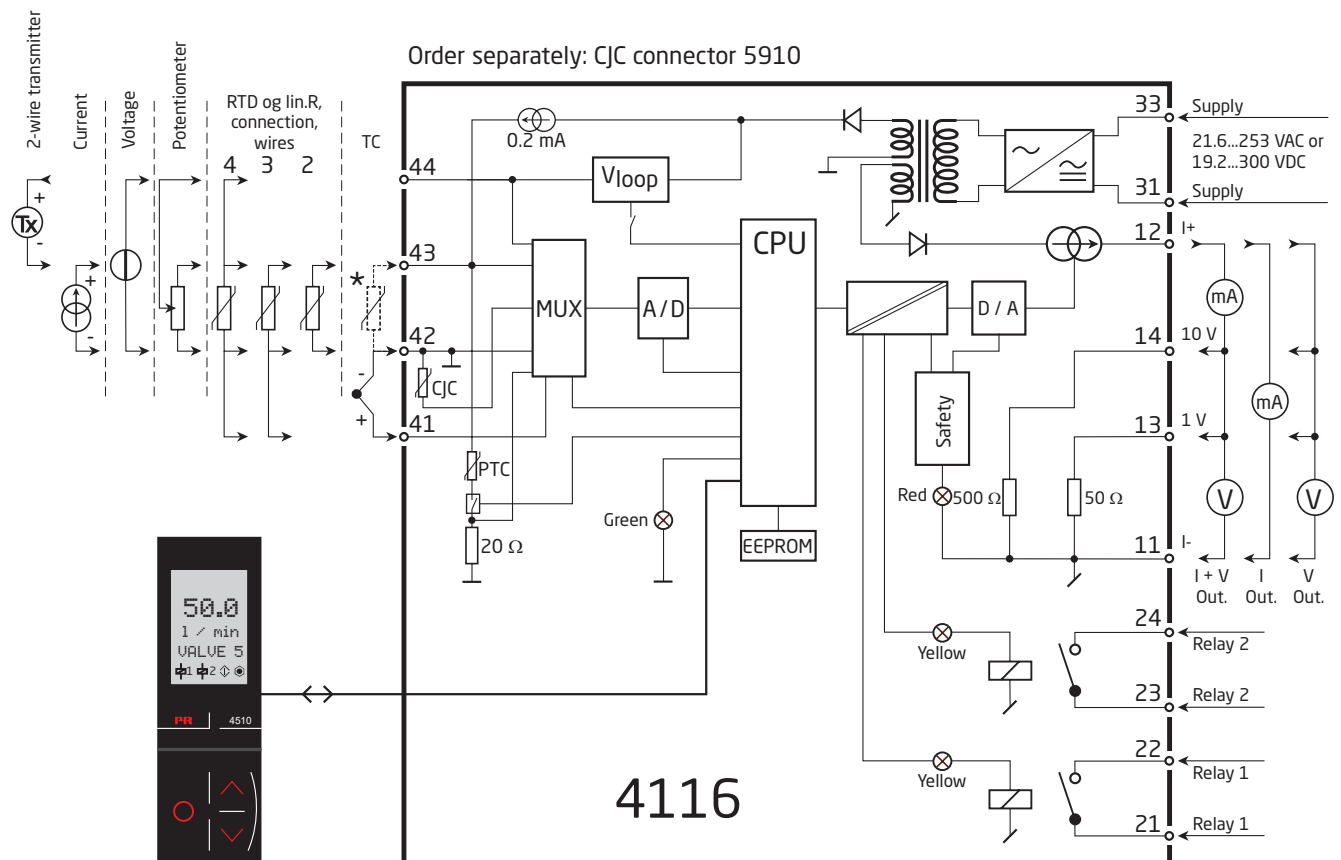 Order separately: CJC connector 5910
2-wire transmitter
Current
Voltage
Potentiometer
RTD og lin.R,
connection,
wires
4 3 2
TC
Tx
+
-
+
-
*
-
+
44
43
42
41
0.2 mA
Vloop
MUX
A/D
CPU
EEPROM
CJC
PTC
20 Ω
Green
D / A
Safety
Red
500 Ω
50 Ω
Yellow
Yellow
4116
33
Supply
21.6...253 VAC or
19.2...300 VDC
31
Supply
12
I+
mA
14
10 V
mA
13
1 V
V
V
11
I-
I + V
Out.
I
Out.
V
Out.
24
Relay 2
23
Relay 2
22
Relay 1
21
Relay 1
50.0
l / min
VALVE 5
1 2
PR
4510